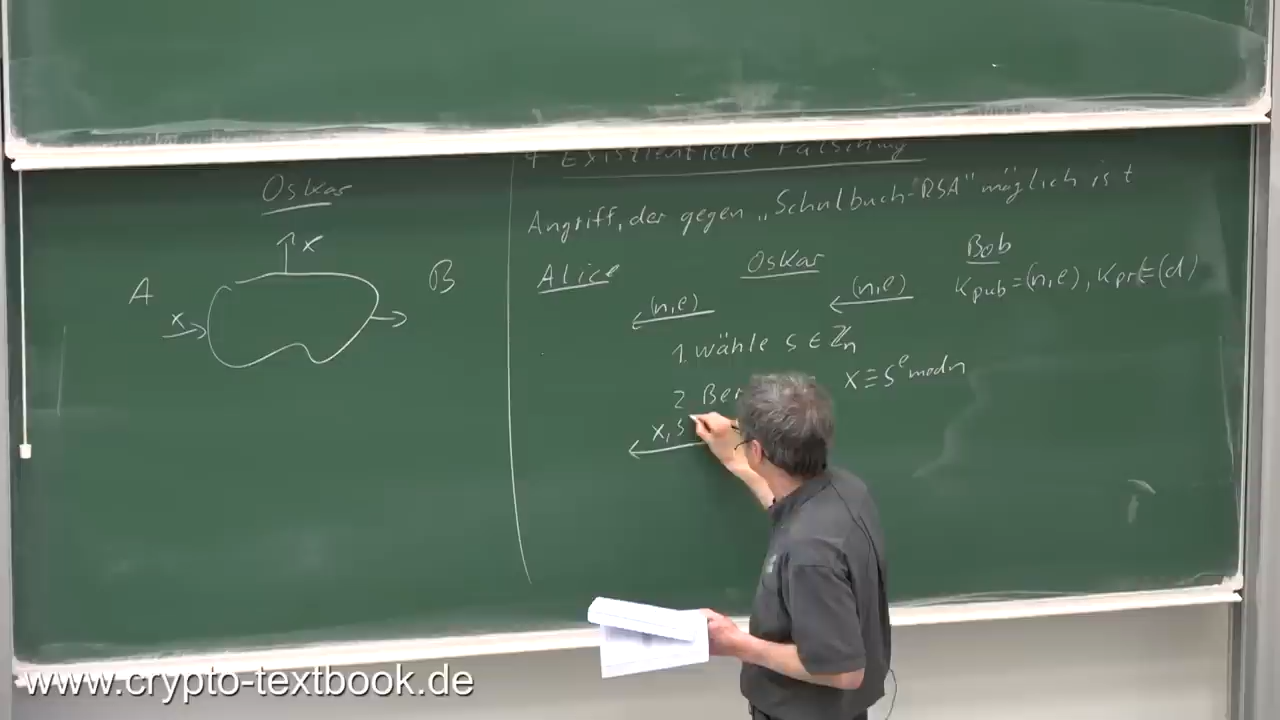 Oskar
x
A
B
x
4 Existentielle Fälschung
Angriff, der gegen „Schulbuch-RSA" möglich ist
Alice Oskar Bob
(n,e) (n,e) Kpub=(n,e), Kpr=(d)
1. wähle s ∈ ℤn
2 Ber x≡s^e mod n
x,s
www.crypto-textbook.de